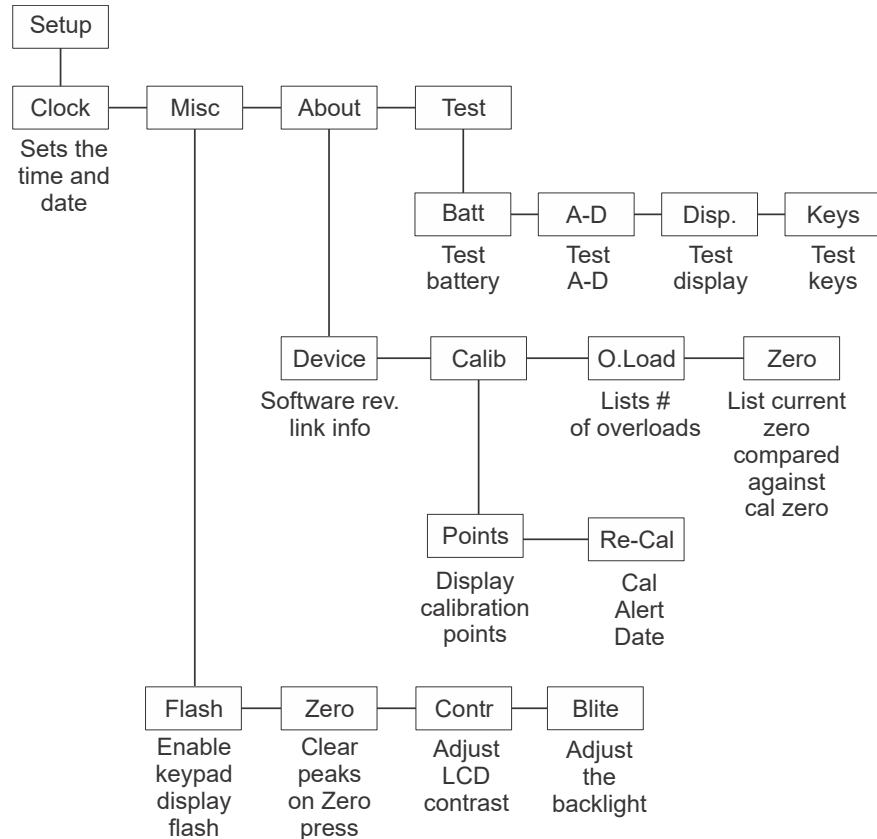 Setup
Clock
Misc
About
Test
Sets the
time and
date
Batt
A-D
Disp.
Keys
Test
battery
Test
A-D
Test
display
Test
keys
Device
Calib
O.Load
Zero
Software rev.
link info
Lists #
of overloads
List current
zero
compared
against
cal zero
Points
Re-Cal
Display
calibration
points
Cal
Alert
Date
Flash
Zero
Contr
Blite
Enable
keypad
display
flash
Clear
peaks
on Zero
press
Adjust
LCD
contrast
Adjust
the
backlight